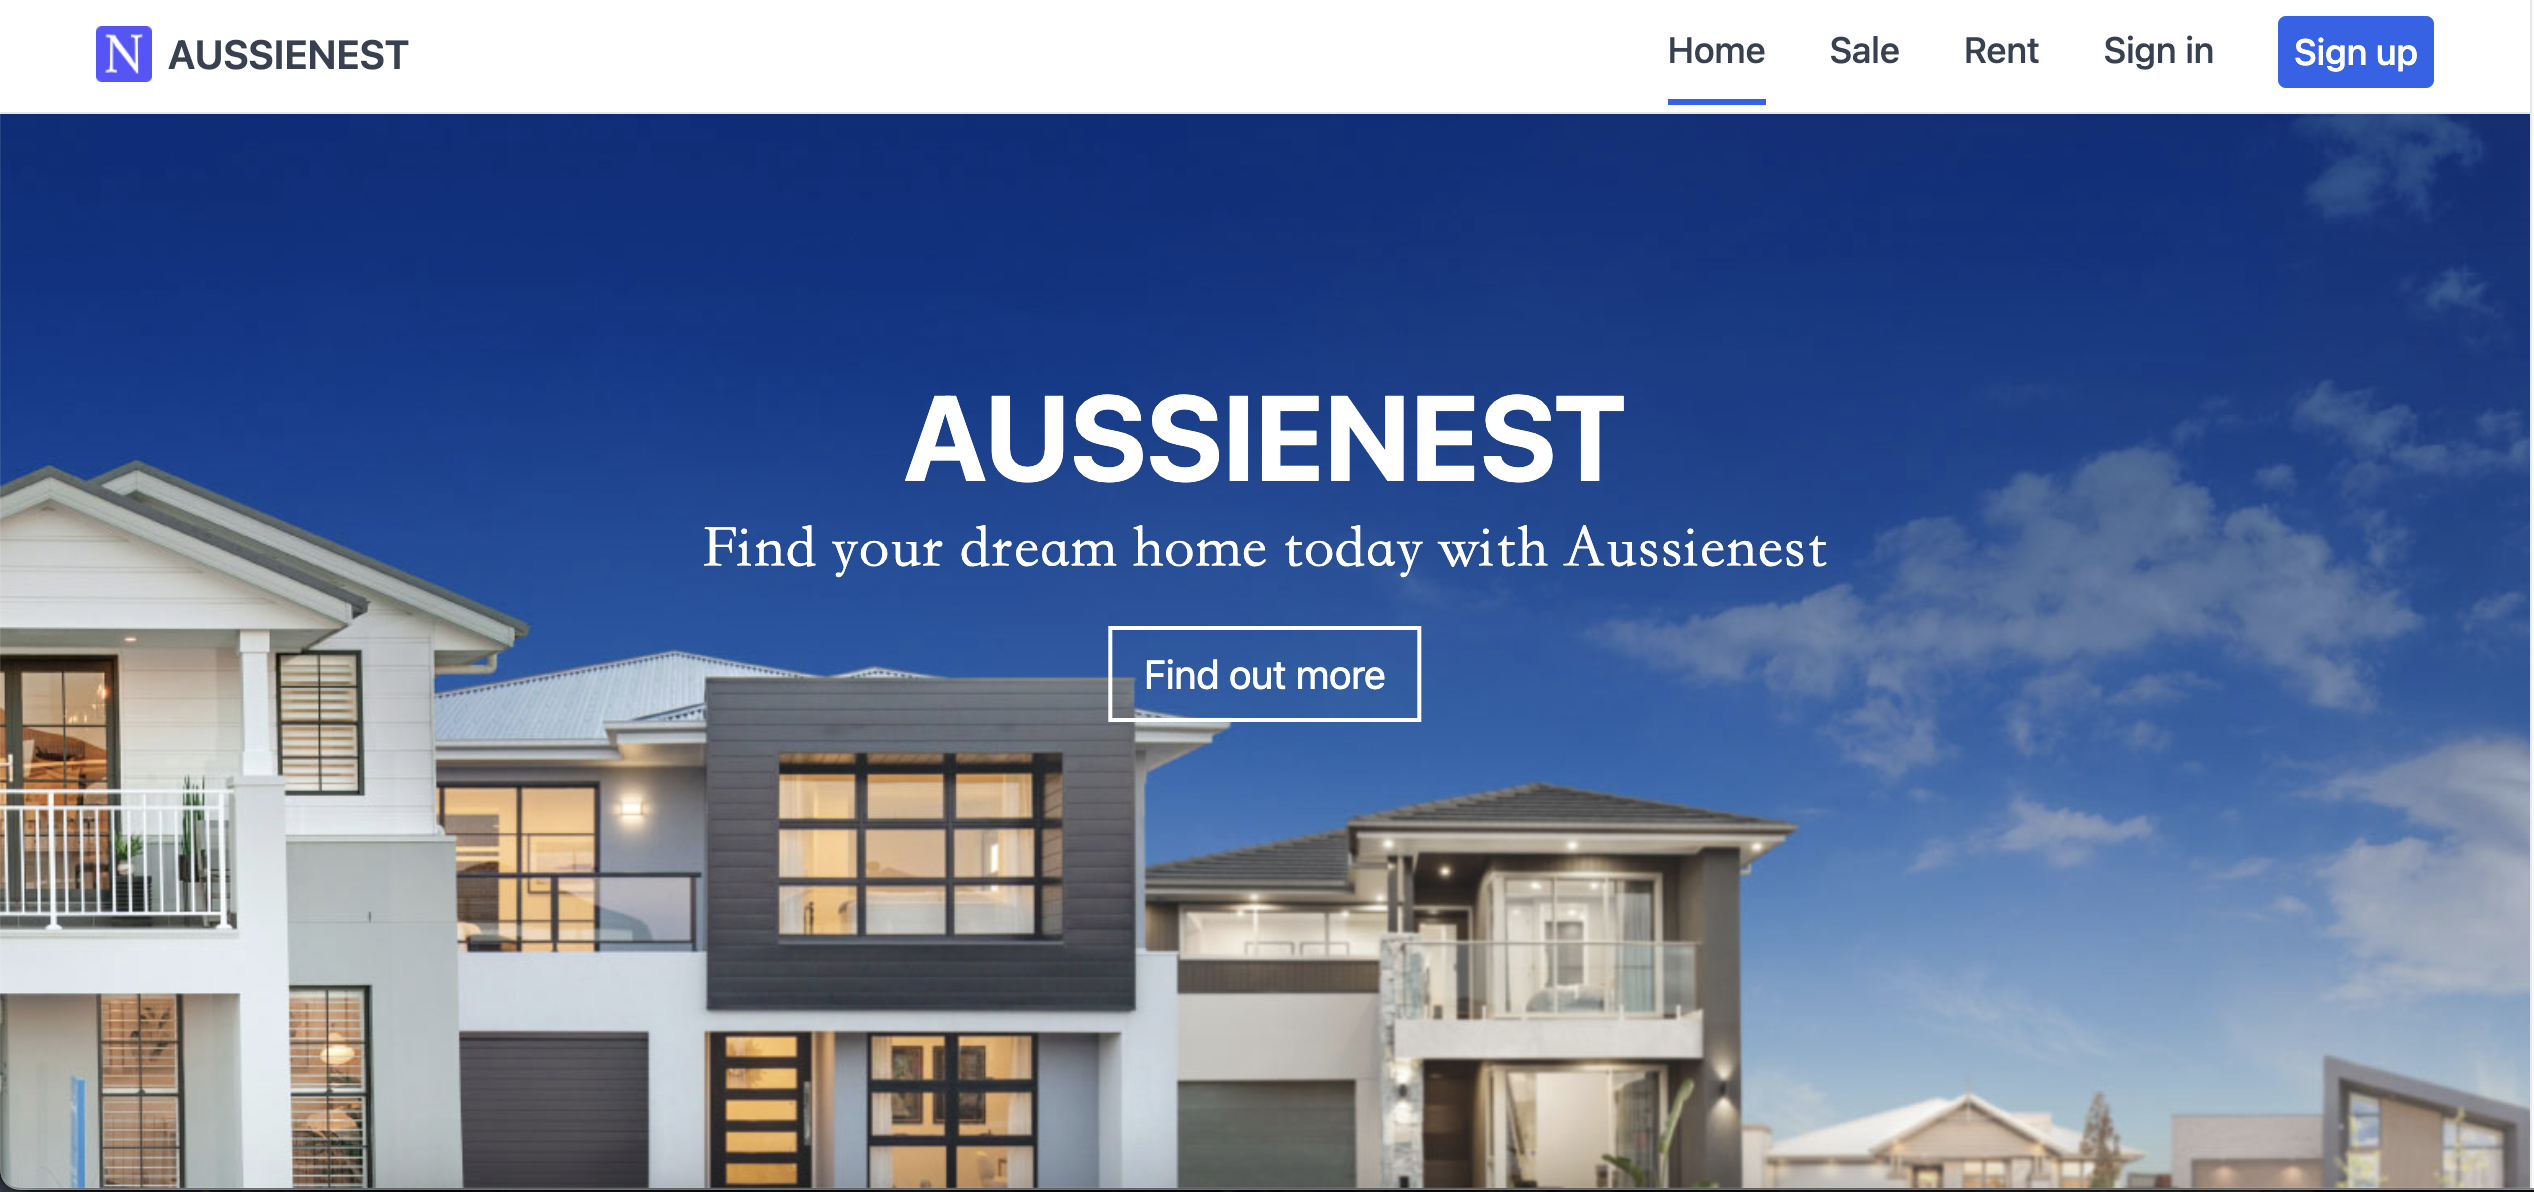 N AUSSIENEST
Home Sale Rent Sign in Sign up
AUSSIENEST
Find your dream home today with Aussienest
Find out more